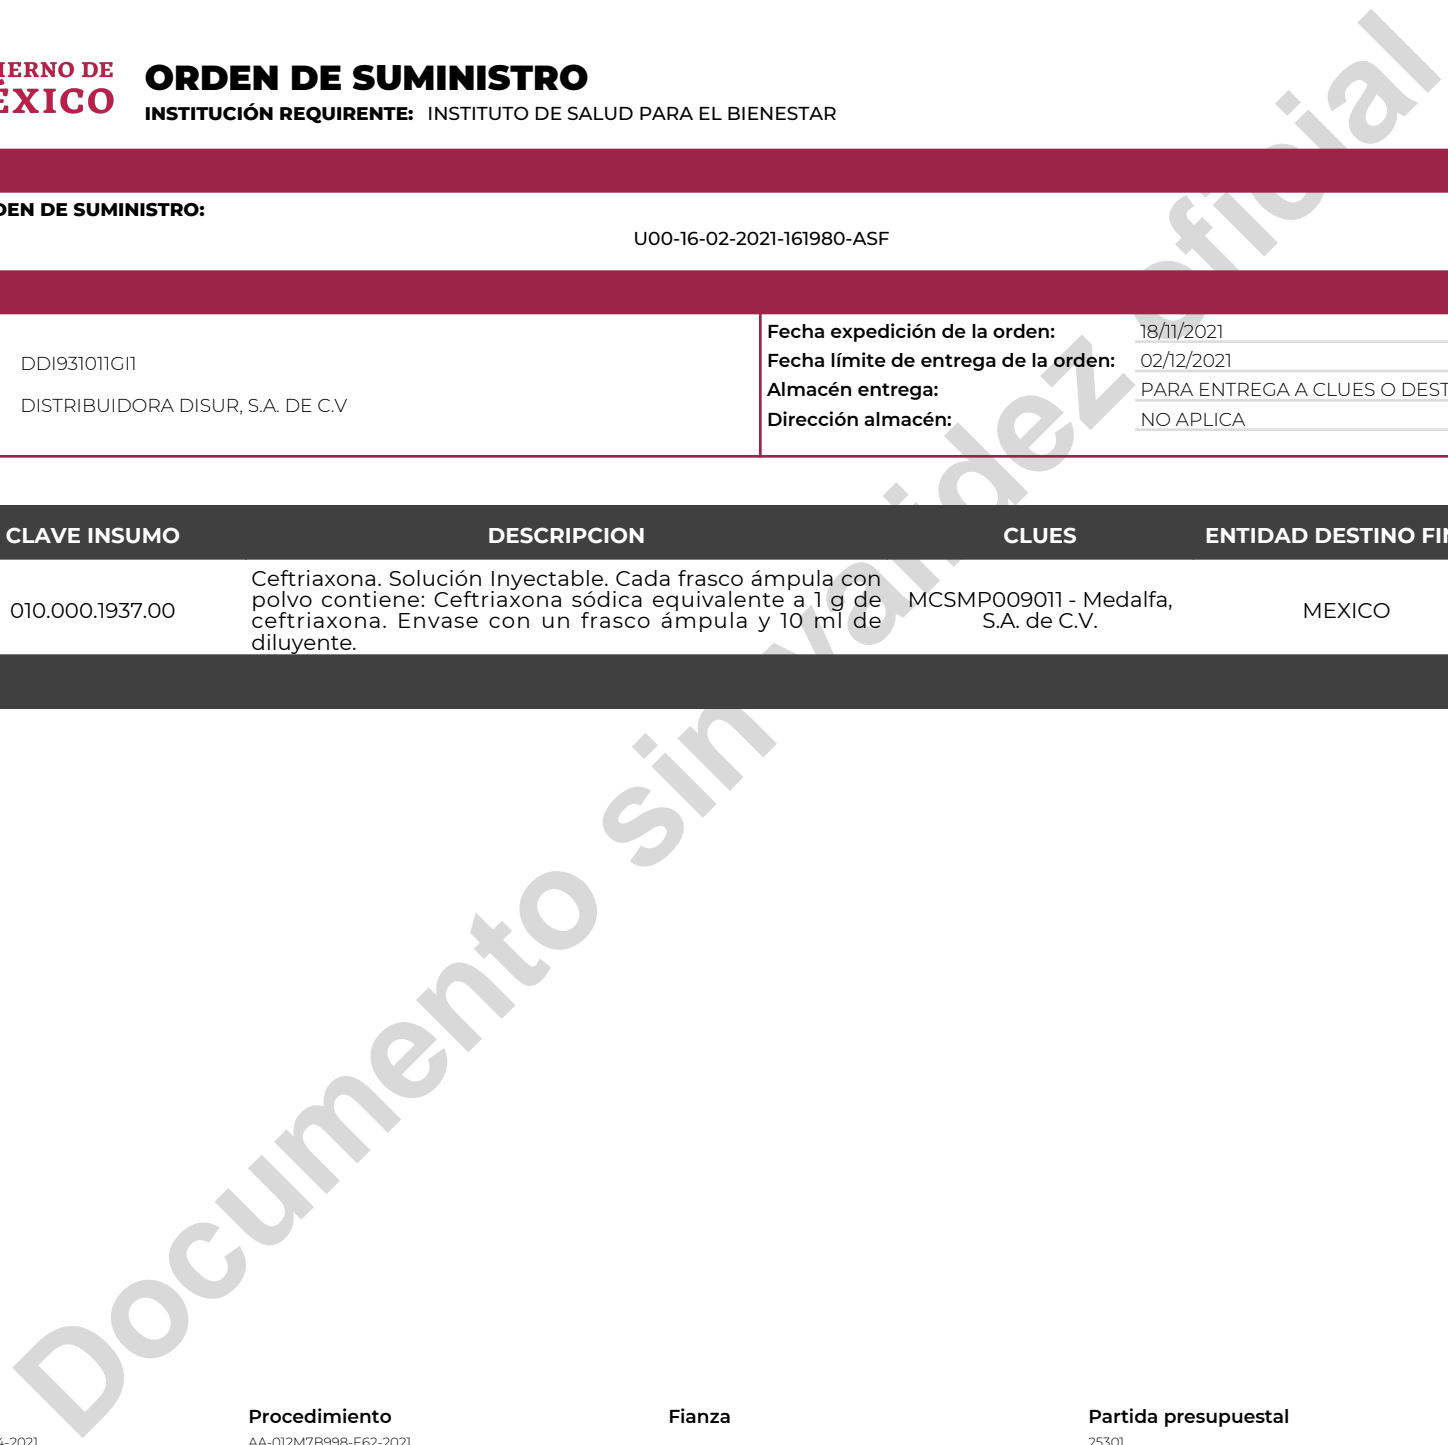 IERNO DE
ÉXICO
ORDEN DE SUMINISTRO
INSTITUCIÓN REQUIRENTE: INSTITUTO DE SALUD PARA EL BIENESTAR
DEN DE SUMINISTRO:
U00-16-02-2021-161980-ASF
DDI931011GI1
DISTRIBUIDORA DISUR, S.A. DE C.V
Fecha expedición de la orden: 18/11/2021
Fecha límite de entrega de la orden: 02/12/2021
Almacén entrega: PARA ENTREGA A CLUES O DEST
Dirección almacén: NO APLICA
CLAVE INSUMO DESCRIPCION CLUES ENTIDAD DESTINO FIN
010.000.1937.00
Ceftriaxona. Solución Inyectable. Cada frasco ámpula con
polvo contiene: Ceftriaxona sódica equivalente a 1 g de
ceftriaxona. Envase con un frasco ámpula y 10 ml de
diluyente.
MCSMP009011 - Medalfa,
S.A. de C.V.
MEXICO
Documento sin validez oficial
Procedimiento Fianza Partida presupuestal
4-2021 AA-012M7B998-E62-2021 25301